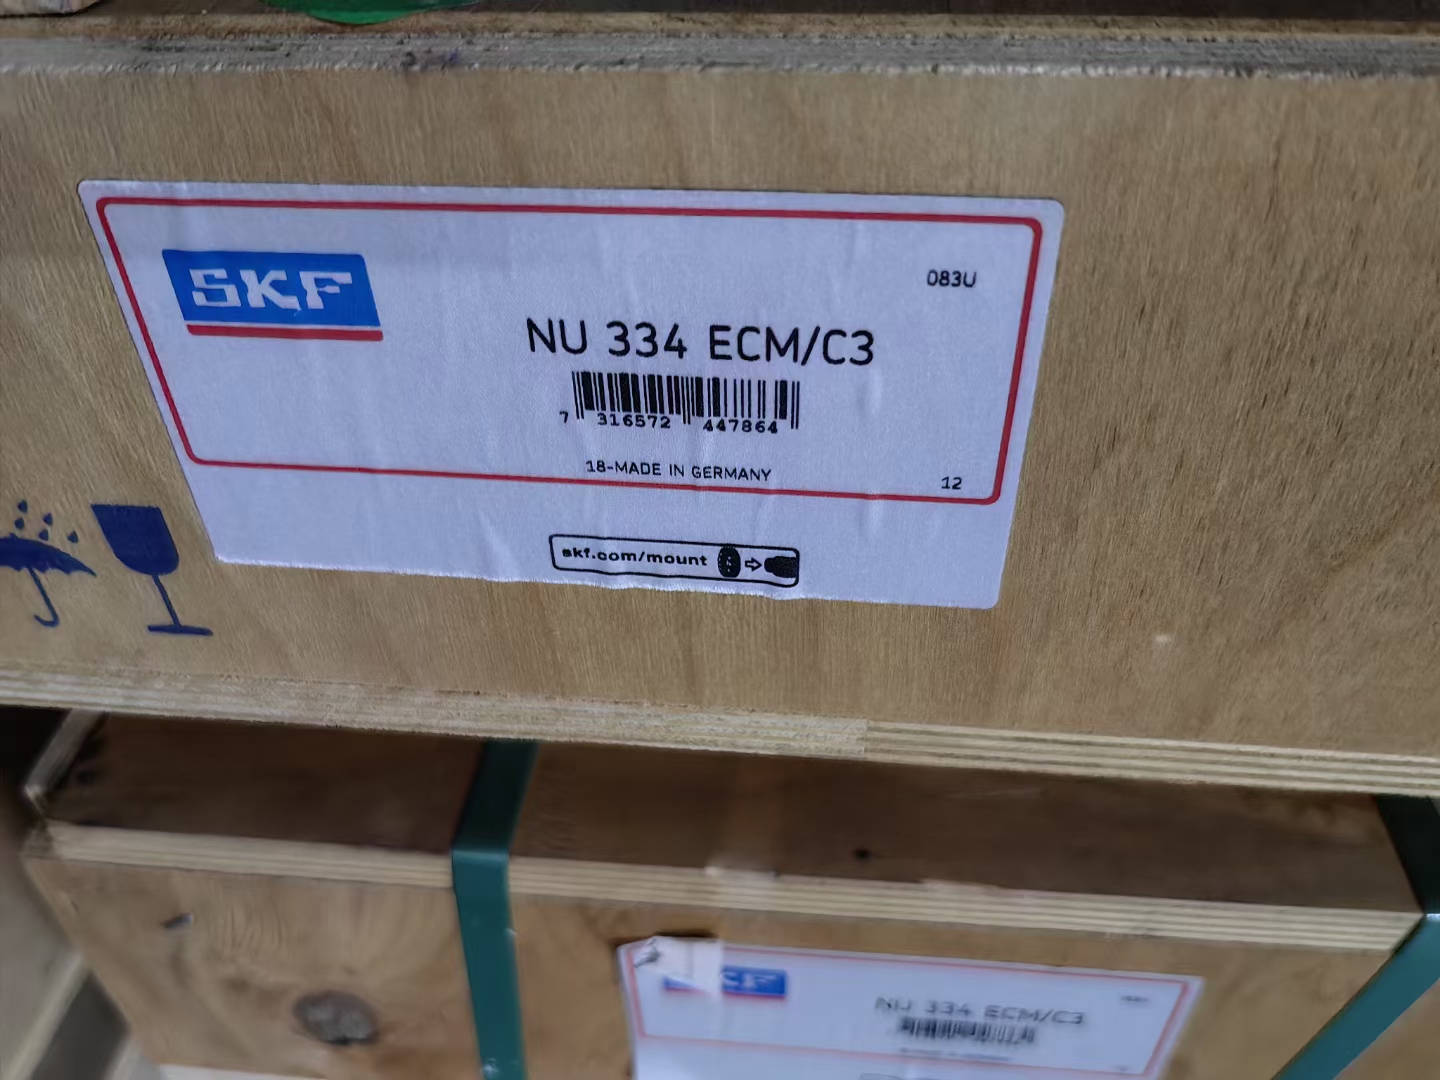 SKF
083U
NU 334 ECM/C3
7 316572 447864
18-MADE IN GERMANY
12
skf.com/mount
SKF
NU 334 ECM/C3